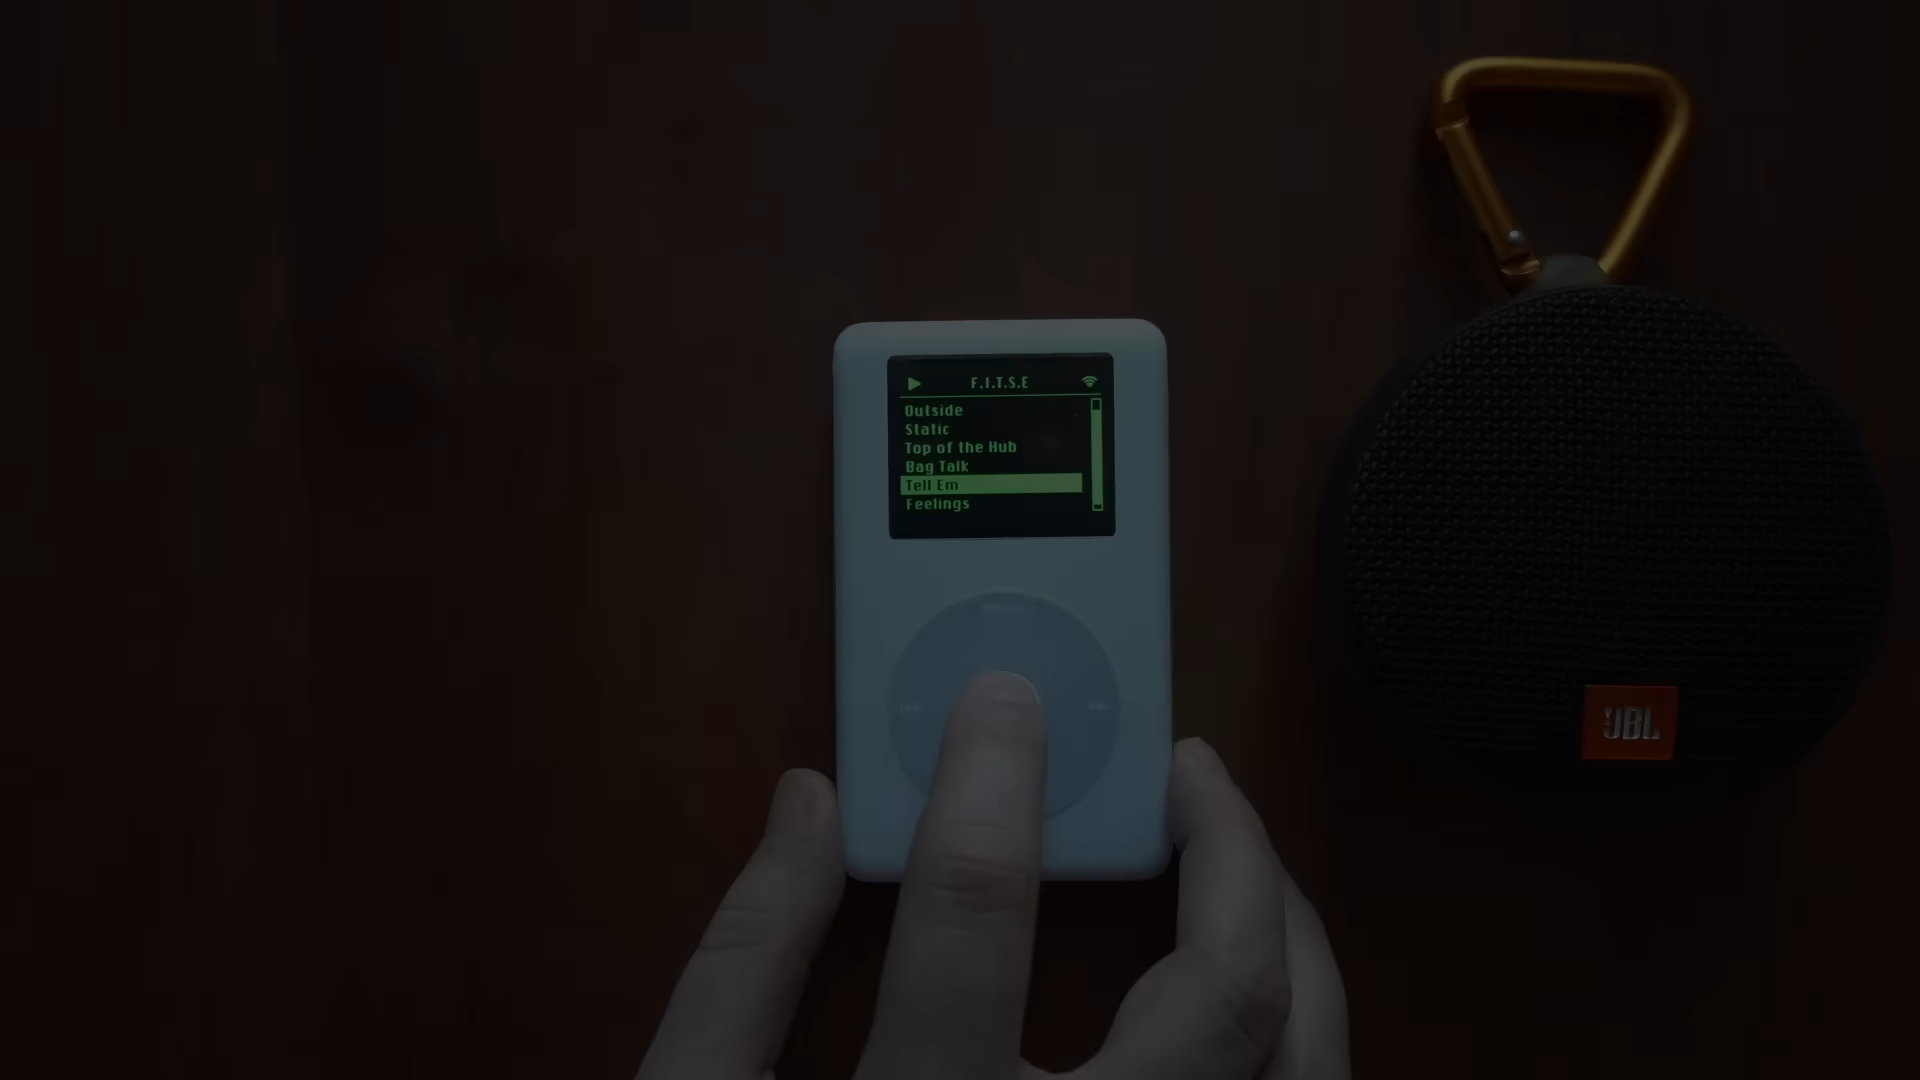 F.I.T.S.E
Outside
Static
Top of the Hub
Bag Talk
Tell Em
Feelings
JBL